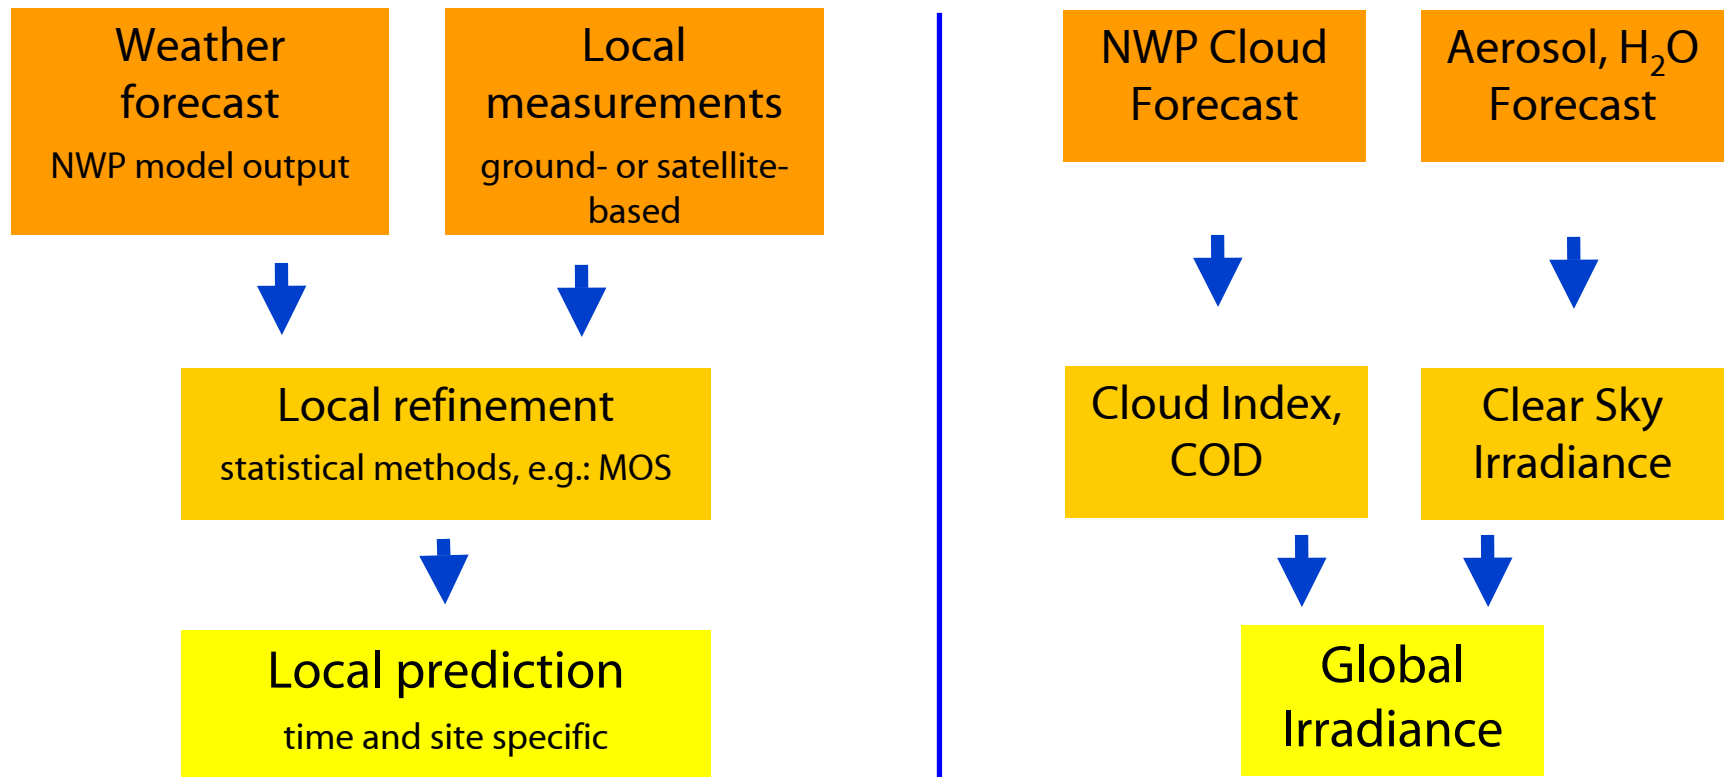 Weather
forecast
NWP model output
Local
measurements
ground- or satellite-
based
Local refinement
statistical methods, e.g.: MOS
Local prediction
time and site specific
NWP Cloud
Forecast
Aerosol, H₂O
Forecast
Cloud Index,
COD
Clear Sky
Irradiance
Global
Irradiance